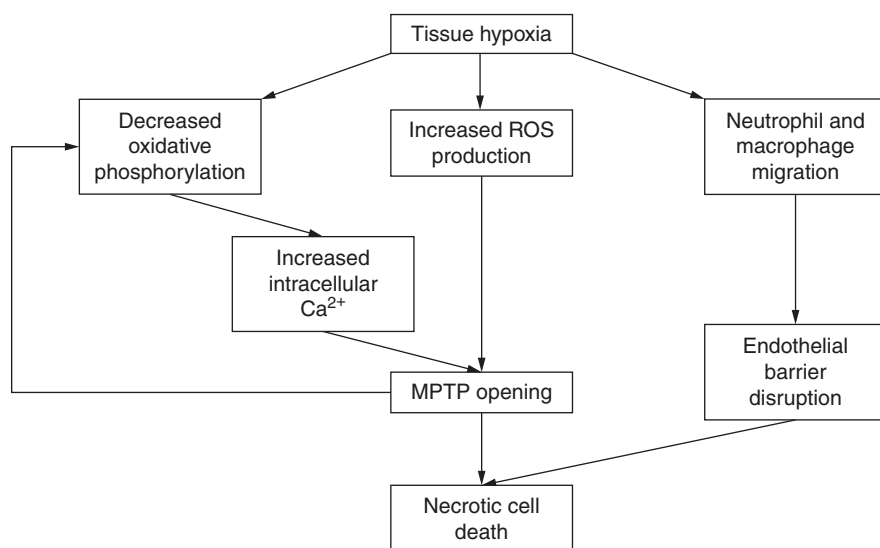 Tissue hypoxia
Decreased
oxidative
phosphorylation
Increased ROS
production
Neutrophil and
macrophage
migration
Increased
intracellular
Ca²⁺
Endothelial
barrier
disruption
MPTP opening
Necrotic cell
death